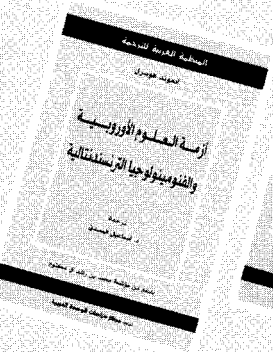 المنظمة العربية للترجمة
إدموند هوسرل
أزمة العلوم الأوروبية
والفنومينولوجيا الترنسندنتالية
ترجمة
د. إسماعيل المصدق